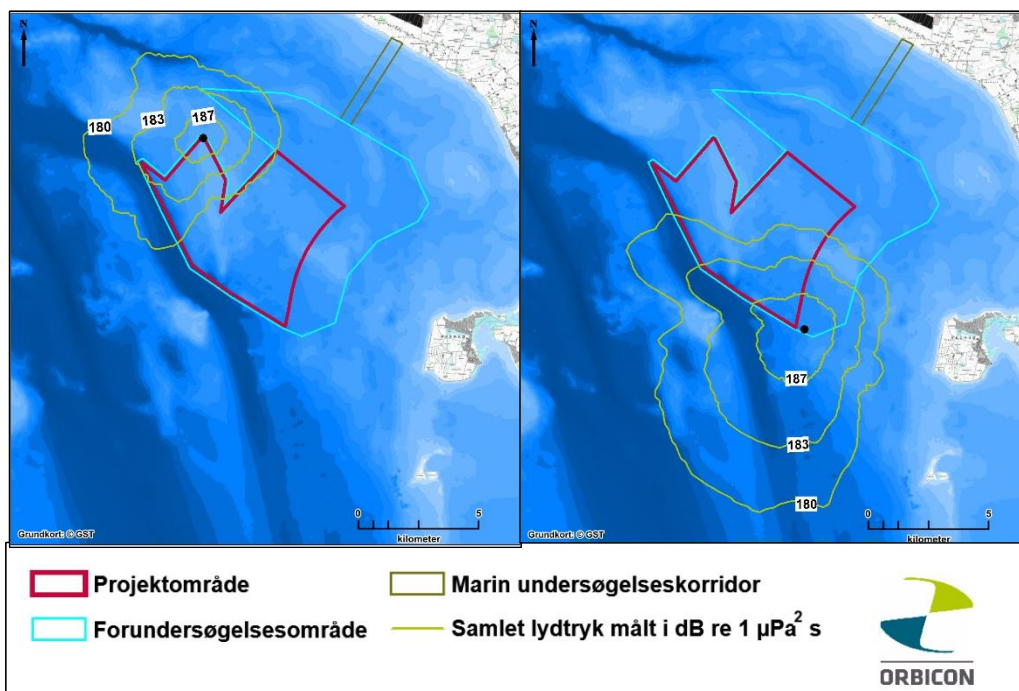 N
180
183
187
0
5
kilometer
Grundkort: © GST
N
187
183
180
0
5
kilometer
Grundkort: © GST
Projektområde
Marin undersøgelseskorridor
Forundersøgelsesområde
Samlet lydtryk målt i dB re 1 µPa² s
ORBICON